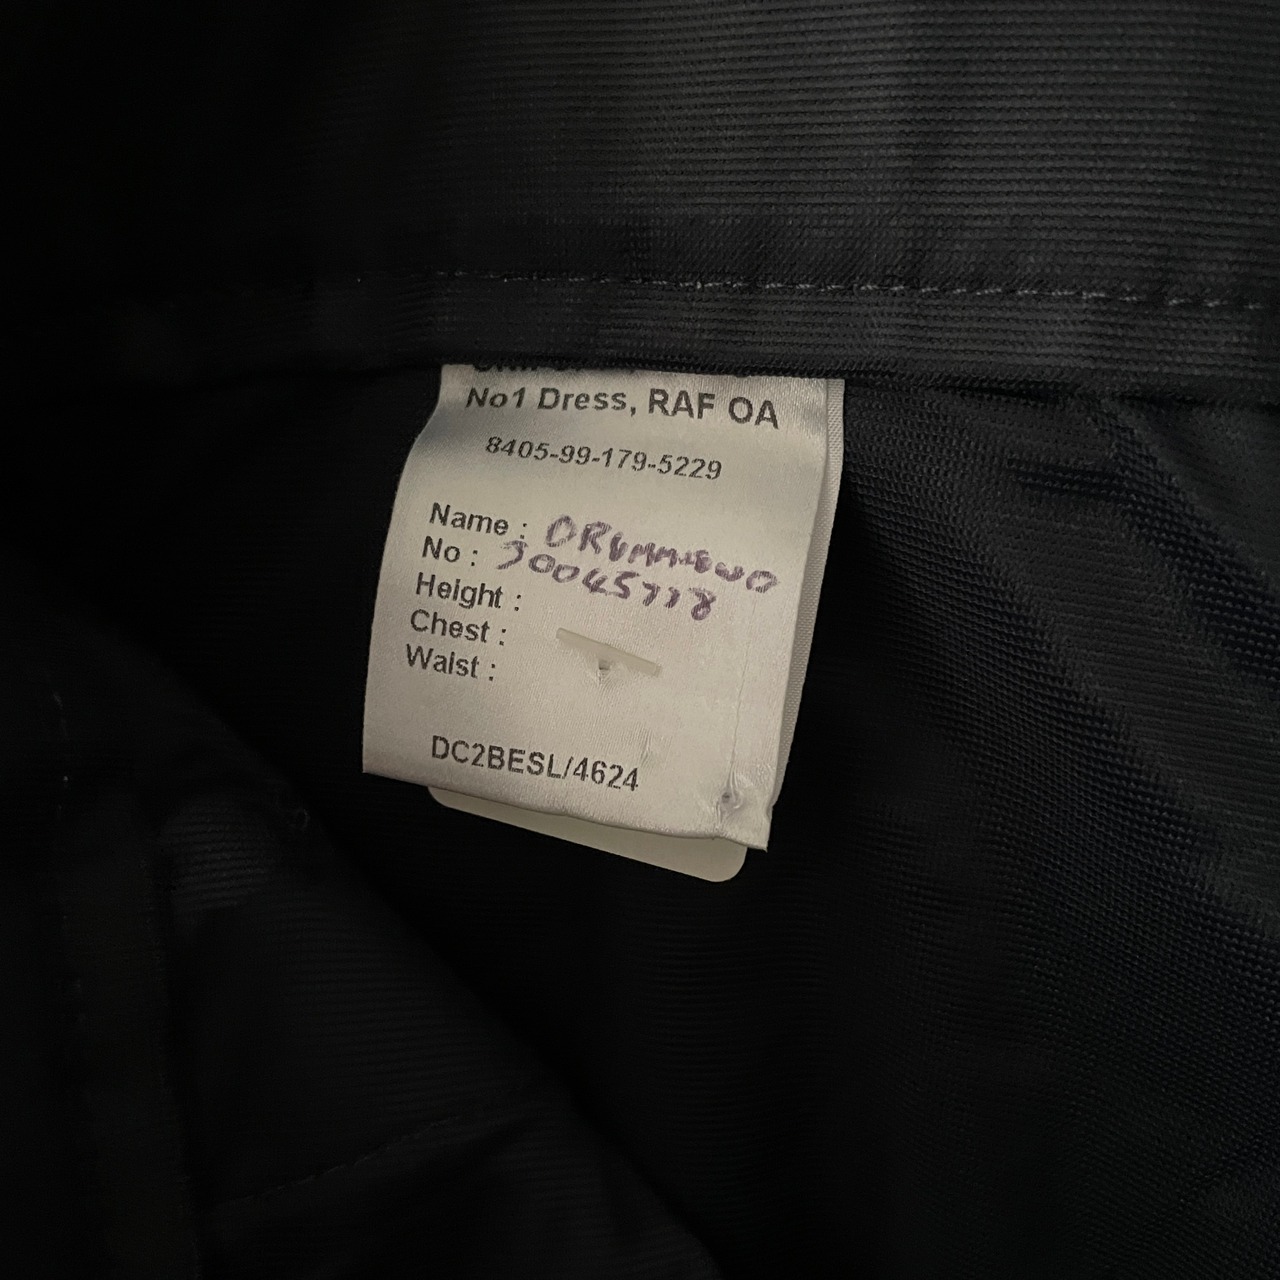 No1 Dress, RAF OA
8405-99-179-5229
Name : DRUMMOND
No : 30045778
Height :
Chest :
Waist :
DC2BESL/4624